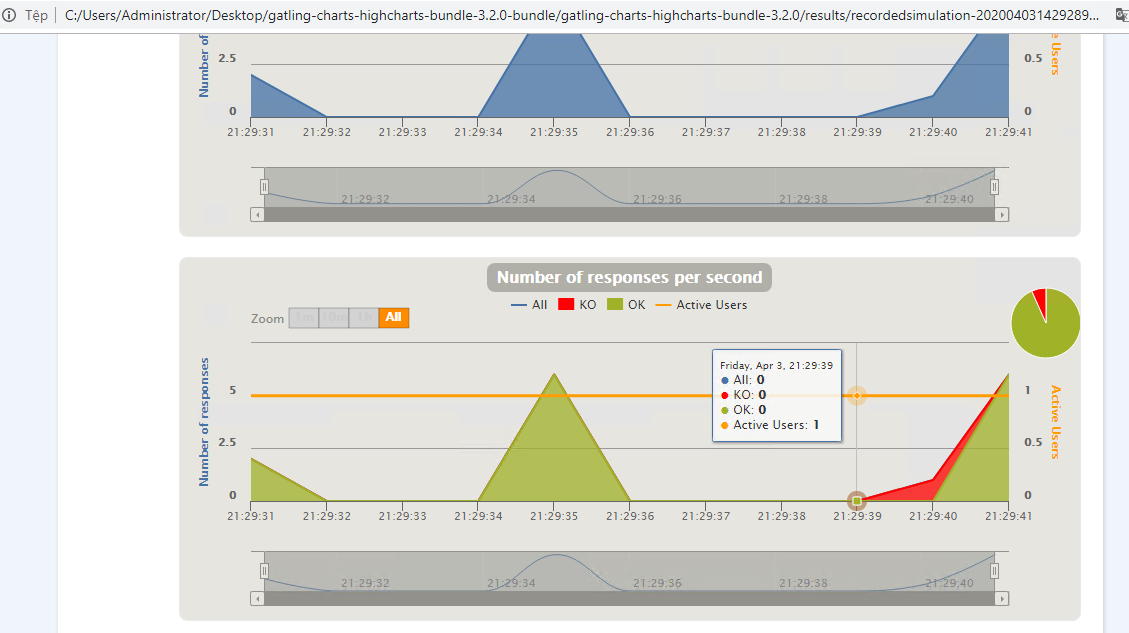 Tệp
C:/Users/Administrator/Desktop/gatling-charts-highcharts-bundle-3.2.0-bundle/gatling-charts-highcharts-bundle-3.2.0/results/recordedsimulation-202004031429289...
Number of
2.5
0
0.5
0
Users
21:29:31 21:29:32 21:29:33 21:29:34 21:29:35 21:29:36 21:29:37 21:29:38 21:29:39 21:29:40 21:29:41
21:29:32 21:29:34 21:29:36 21:29:38 21:29:40
Number of responses per second
All KO OK Active Users
Zoom 1m 10m 1h All
Number of responses
5
2.5
0
Friday, Apr 3, 21:29:39
All: 0
KO: 0
OK: 0
Active Users: 1
1
0.5
0
Active Users
21:29:31 21:29:32 21:29:33 21:29:34 21:29:35 21:29:36 21:29:37 21:29:38 21:29:39 21:29:40 21:29:41
21:29:32 21:29:34 21:29:36 21:29:38 21:29:40